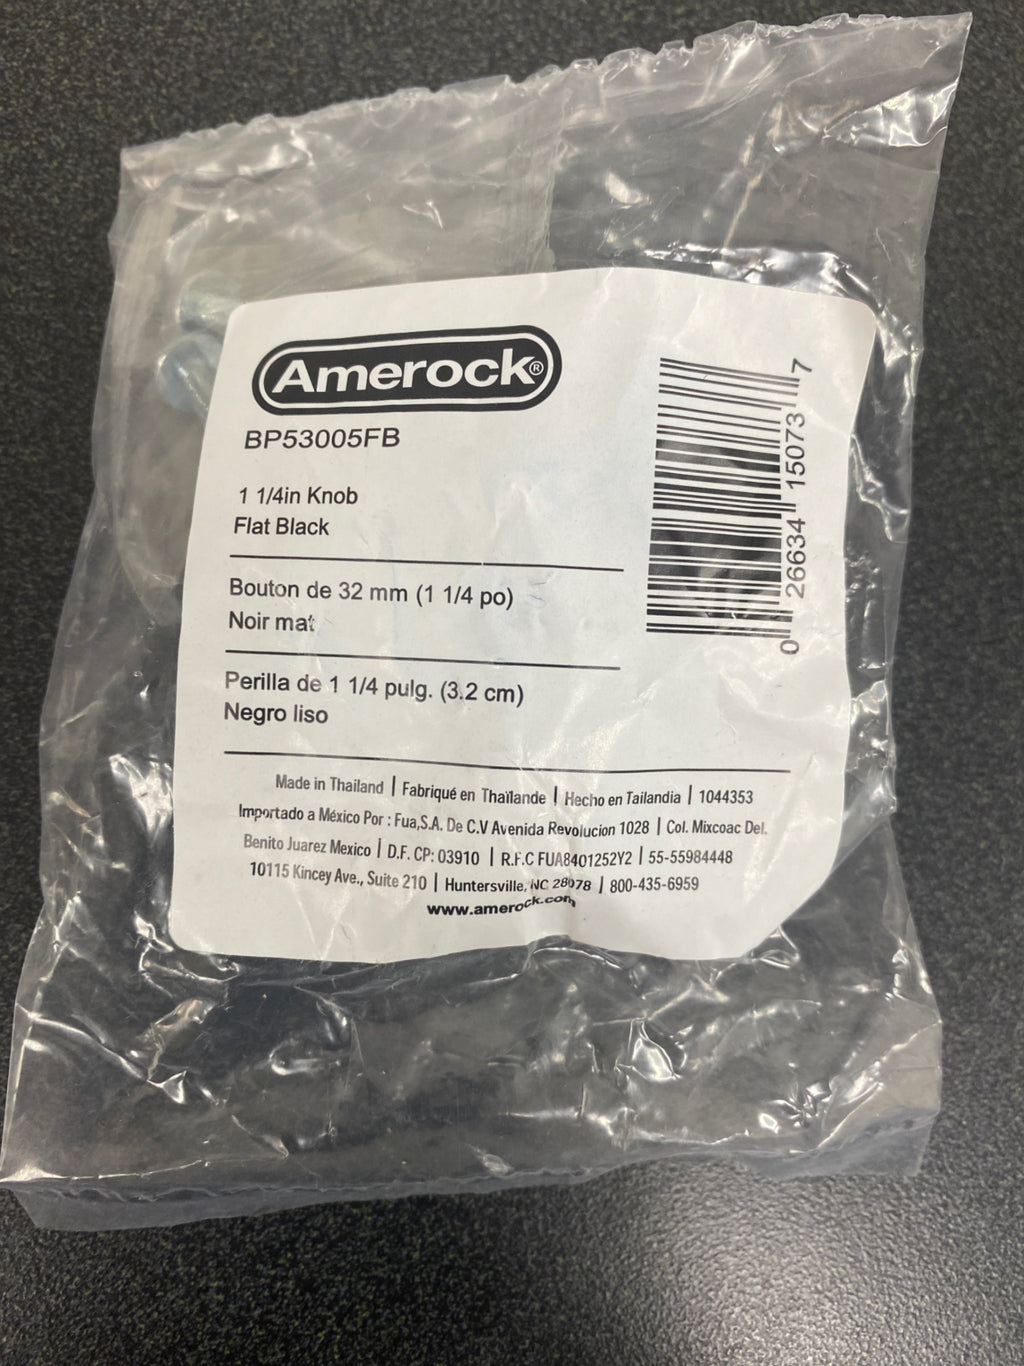 Amerock®
BP53005FB
1 1/4in Knob
Flat Black
Bouton de 32 mm (1 1/4 po)
Noir mat
Perilla de 1 1/4 pulg. (3.2 cm)
Negro liso
Made in Thailand | Fabriqué en Thaïlande | Hecho en Tailandia | 1044353
Importado a México Por : Fua,S.A. De C.V Avenida Revolucion 1028 | Col. Mixcoac Del.
Benito Juarez Mexico | D.F. CP: 03910 | R.F.C FUA8401252Y2 | 55-55984448
10115 Kincey Ave., Suite 210 | Huntersville, NC 28078 | 800-435-6959
www.amerock.com
0 26634 15073 7